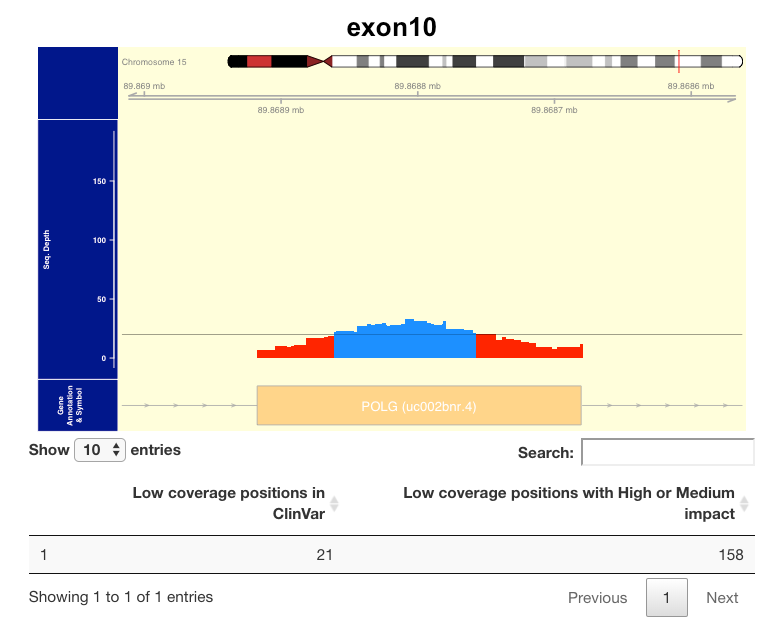 exon10
Chromosome 15
89.869 mb
89.8688 mb
89.8686 mb
89.8689 mb
89.8687 mb
Seq. Depth
150
100
50
0
Gene
Annotation
& Symbol
POLG (uc002bnr.4)
Show 10 entries
Search:
Low coverage positions in
ClinVar
Low coverage positions with High or Medium
impact
1 21 158
Showing 1 to 1 of 1 entries
Previous 1 Next